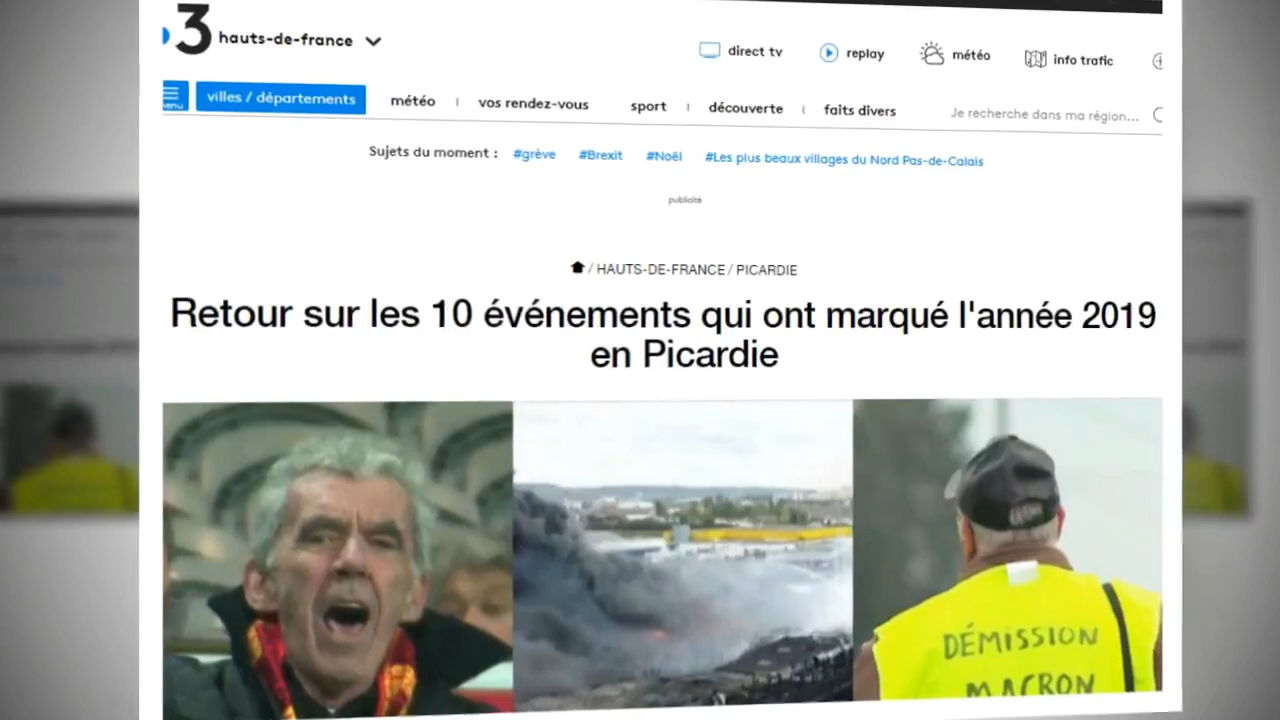 3 hauts-de-france
direct tv
replay
météo
info trafic
menu
villes / départements
météo
vos rendez-vous
sport
découverte
faits divers
Je recherche dans ma région...
Sujets du moment :
#grève
#Brexit
#Noël
#Les plus beaux villages du Nord Pas-de-Calais
publicité
/ HAUTS-DE-FRANCE / PICARDIE
Retour sur les 10 événements qui ont marqué l'année 2019
en Picardie
DÉMISSION
MACRON